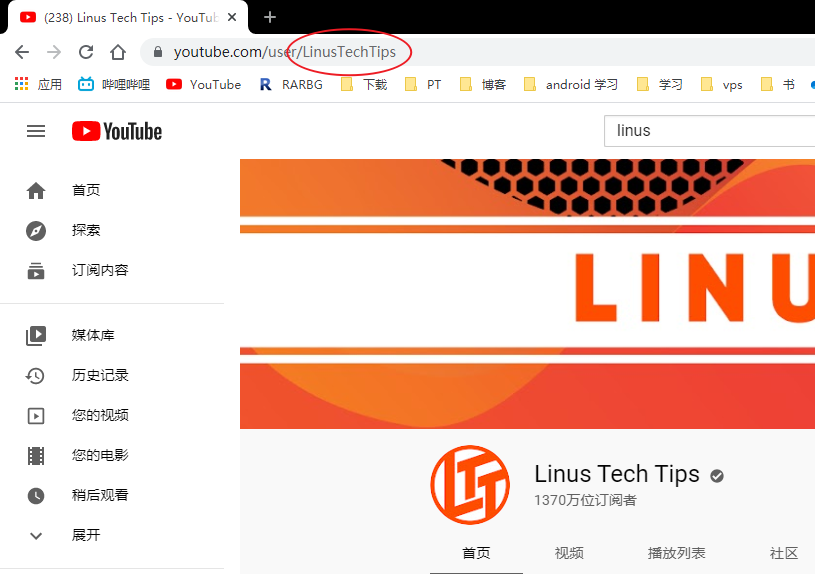 (238) Linus Tech Tips - YouTub
youtube.com/user/LinusTechTips
应用 哔哩哔哩 YouTube RARBG 下载 PT 博客 android 学习 学习 vps 书
YouTube
linus
首页
探索
订阅内容
媒体库
历史记录
您的视频
您的电影
稍后观看
展开
LINU
LTT
Linus Tech Tips
1370万位订阅者
首页 视频 播放列表 社区